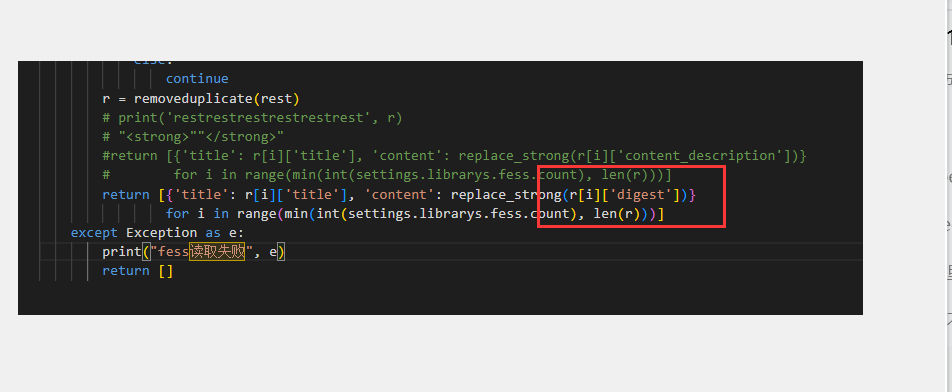 else:
continue
r = removeduplicate(rest)
# print('restrestrestrestrestrest', r)
# "<strong>""</strong>"
#return [{'title': r[i]['title'], 'content': replace_strong(r[i]['content_description'])}
#        for i in range(min(int(settings.librarys.fess.count), len(r)))]
return [{'title': r[i]['title'], 'content': replace_strong(r[i]['digest'])}
for i in range(min(int(settings.librarys.fess.count), len(r)))]
except Exception as e:
print("fess读取失败", e)
return []